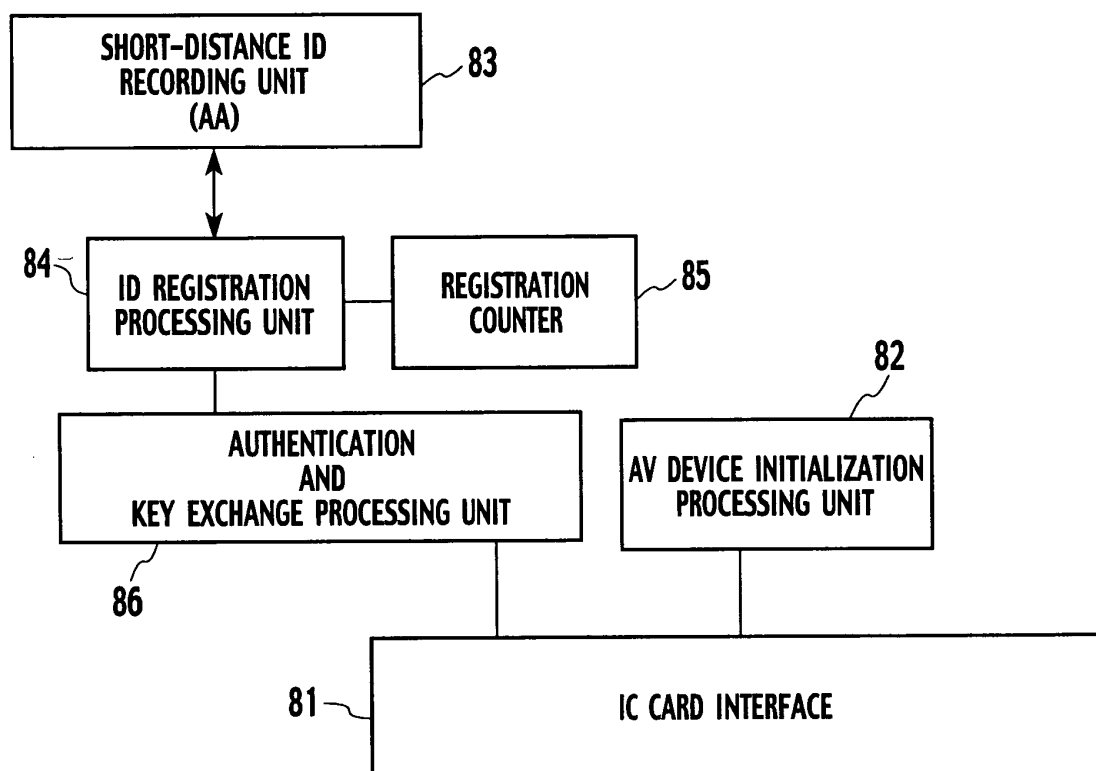 SHORT-DISTANCE ID
RECORDING UNIT
(AA)
83
84
ID REGISTRATION
PROCESSING UNIT
REGISTRATION
COUNTER
85
82
AUTHENTICATION
AND
KEY EXCHANGE PROCESSING UNIT
AV DEVICE INITIALIZATION
PROCESSING UNIT
86
81
IC CARD INTERFACE